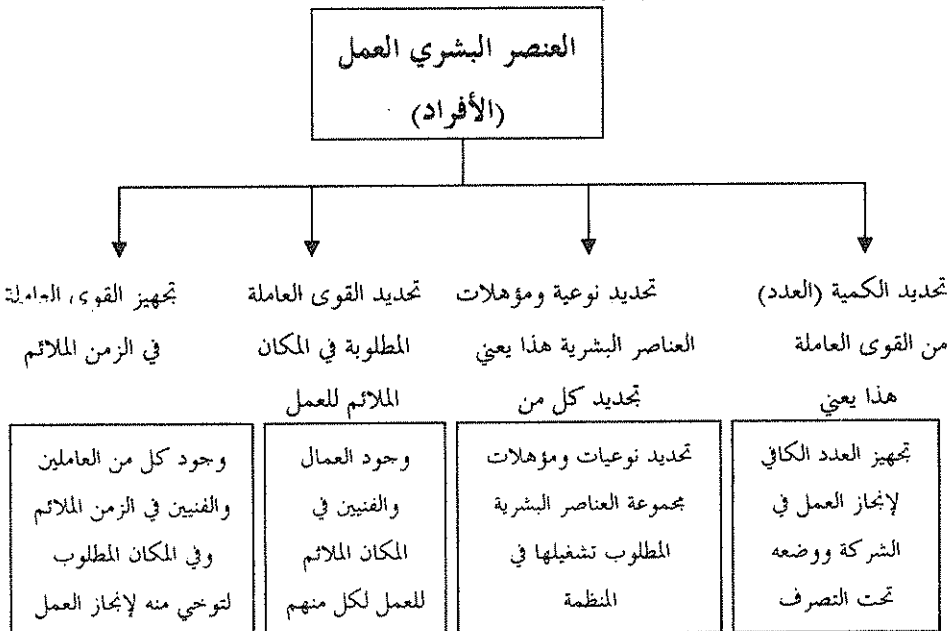 العنصر البشري العمل
(الأفراد)
تحديد الكمية (العدد)
من القوى العاملة
هذا يعني
تجهيز العدد الكافي
لإنجاز العمل في
الشركة ووضعه
تحت التصرف
تحديد نوعية ومؤهلات
العناصر البشرية هذا يعني
تحديد كل من
تحديد نوعيات ومؤهلات
مجموعة العناصر البشرية
المطلوب تشغيلها في
المنظمة
تحديد القوى العاملة
المطلوبة في المكان
الملائم للعمل
وجود العمال
والفنيين في
المكان الملائم
للعمل لكل منهم
تجهيز القوى العاملة
في الزمن الملائم
وجود كل من العاملين
والفنيين في الزمن الملائم
وفي المكان المطلوب
لتوخي منه لإنجاز العمل